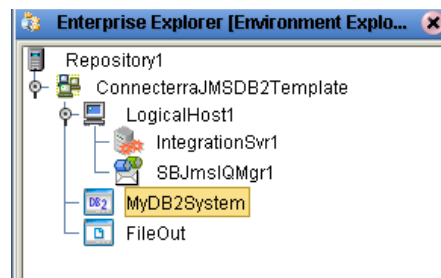 Enterprise Explorer [Environment Explo...
Repository1
ConnecterraJMSDB2Template
LogicalHost1
IntegrationSvr1
SBJmsIQMgr1
DB2 MyDB2System
FileOut